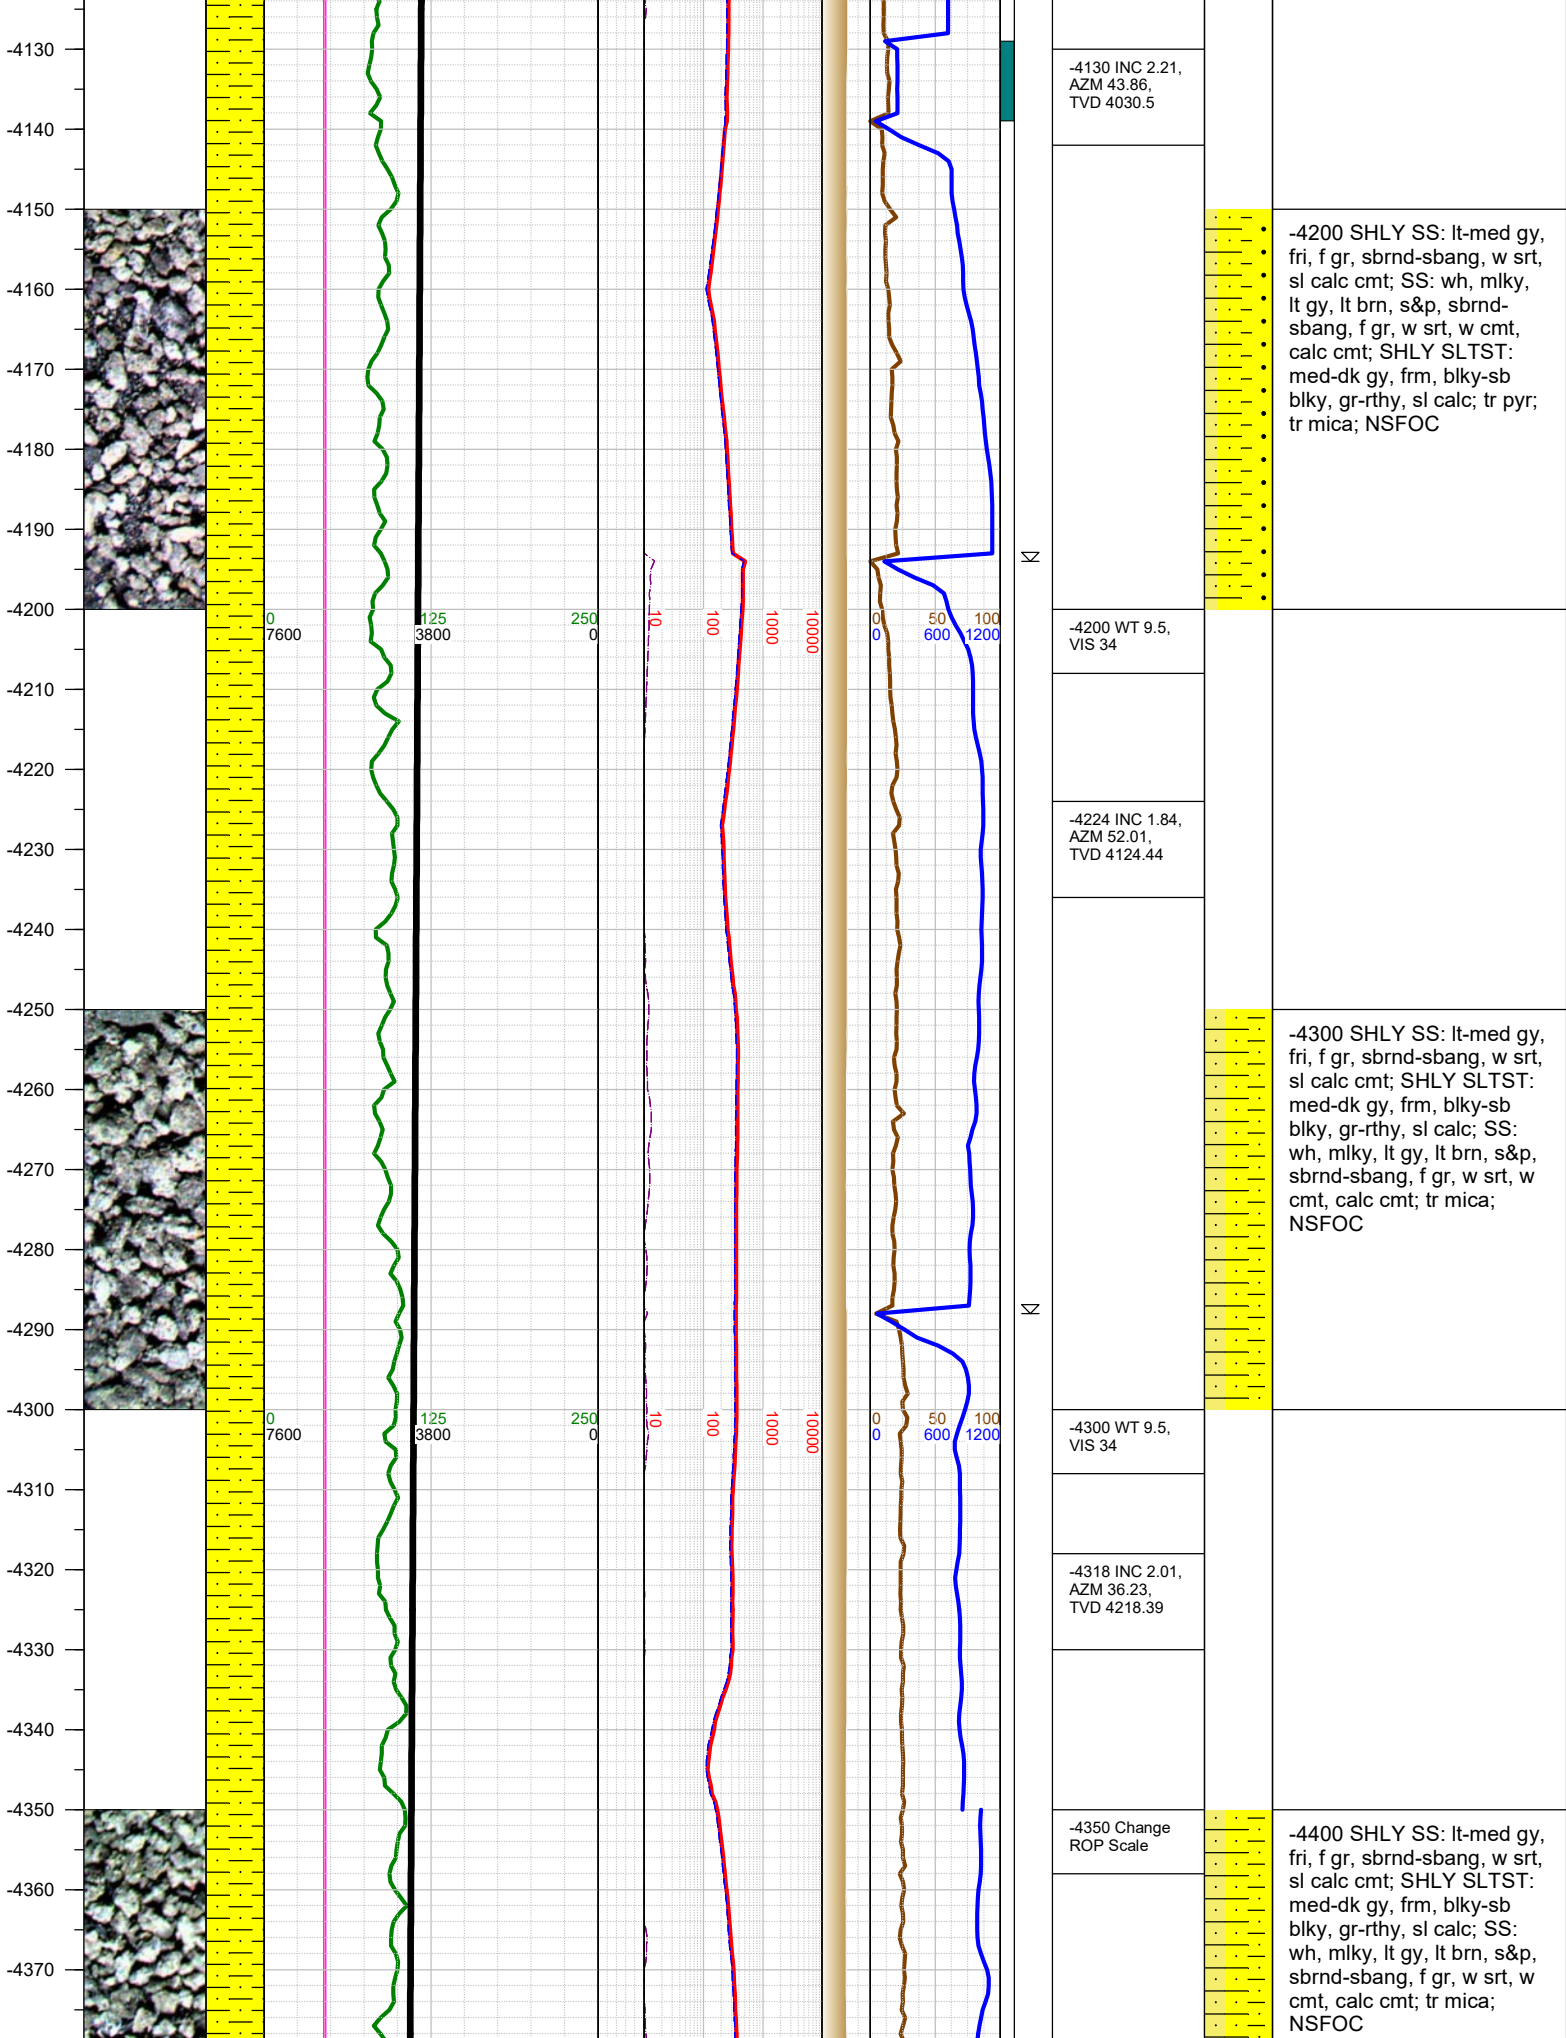 -4130
-4140
-4150
-4160
-4170
-4180
-4190
-4200
-4210
-4220
-4230
-4240
-4250
-4260
-4270
-4280
-4290
-4300
-4310
-4320
-4330
-4340
-4350
-4360
-4370
0 125 250
7600 3800 0
10 100 1000 10000
0 50 100
0 600 1200
0 125 250
7600 3800 0
10 100 1000 10000
0 50 100
0 600 1200
-4130 INC 2.21,
AZM 43.86,
TVD 4030.5
-4200 WT 9.5,
VIS 34
-4224 INC 1.84,
AZM 52.01,
TVD 4124.44
-4300 WT 9.5,
VIS 34
-4318 INC 2.01,
AZM 36.23,
TVD 4218.39
-4350 Change
ROP Scale
-4200 SHLY SS: lt-med gy,
fri, f gr, sbrnd-sbang, w srt,
sl calc cmt; SS: wh, mlky,
lt gy, lt brn, s&p, sbrnd-
sbang, f gr, w srt, w cmt,
calc cmt; SHLY SLTST:
med-dk gy, frm, blky-sb
blky, gr-rthy, sl calc; tr pyr;
tr mica; NSFOC
-4300 SHLY SS: lt-med gy,
fri, f gr, sbrnd-sbang, w srt,
sl calc cmt; SHLY SLTST:
med-dk gy, frm, blky-sb
blky, gr-rthy, sl calc; SS:
wh, mlky, lt gy, lt brn, s&p,
sbrnd-sbang, f gr, w srt, w
cmt, calc cmt; tr mica;
NSFOC
-4400 SHLY SS: lt-med gy,
fri, f gr, sbrnd-sbang, w srt,
sl calc cmt; SHLY SLTST:
med-dk gy, frm, blky-sb
blky, gr-rthy, sl calc; SS:
wh, mlky, lt gy, lt brn, s&p,
sbrnd-sbang, f gr, w srt, w
cmt, calc cmt; tr mica;
NSFOC